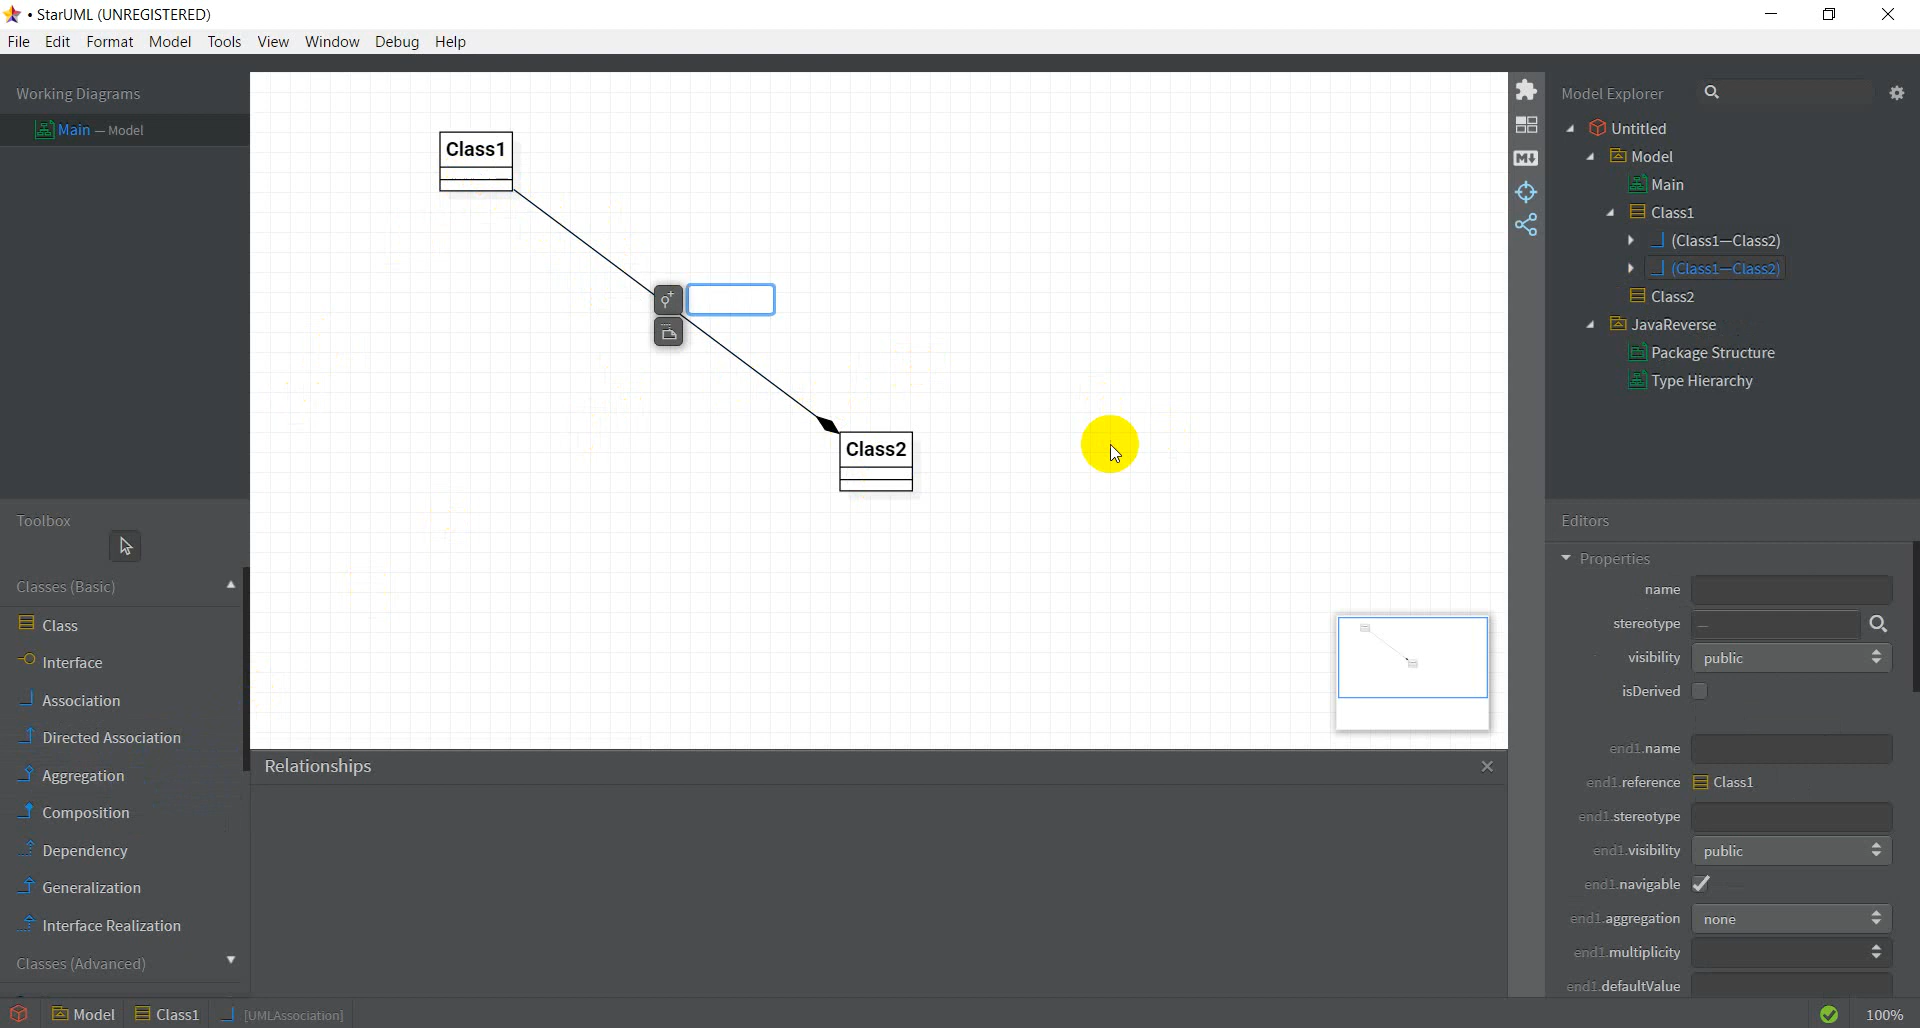 • StarUML (UNREGISTERED)
File Edit Format Model Tools View Window Debug Help
Working Diagrams
Main — Model
Class1
Class2
M
Model Explorer
Untitled
Model
Main
Class1
(Class1—Class2)
(Class1—Class2)
Class2
JavaReverse
Package Structure
Type Hierarchy
Toolbox
Classes (Basic)
Class
Interface
Association
Directed Association
Aggregation
Composition
Dependency
Generalization
Interface Realization
Classes (Advanced)
Relationships
Editors
Properties
name
stereotype —
visibility public
isDerived
end1.name
end1.reference Class1
end1.stereotype
end1.visibility public
end1.navigable
end1.aggregation none
end1.multiplicity
end1.defaultValue
Model Class1 [UMLAssociation]
100%